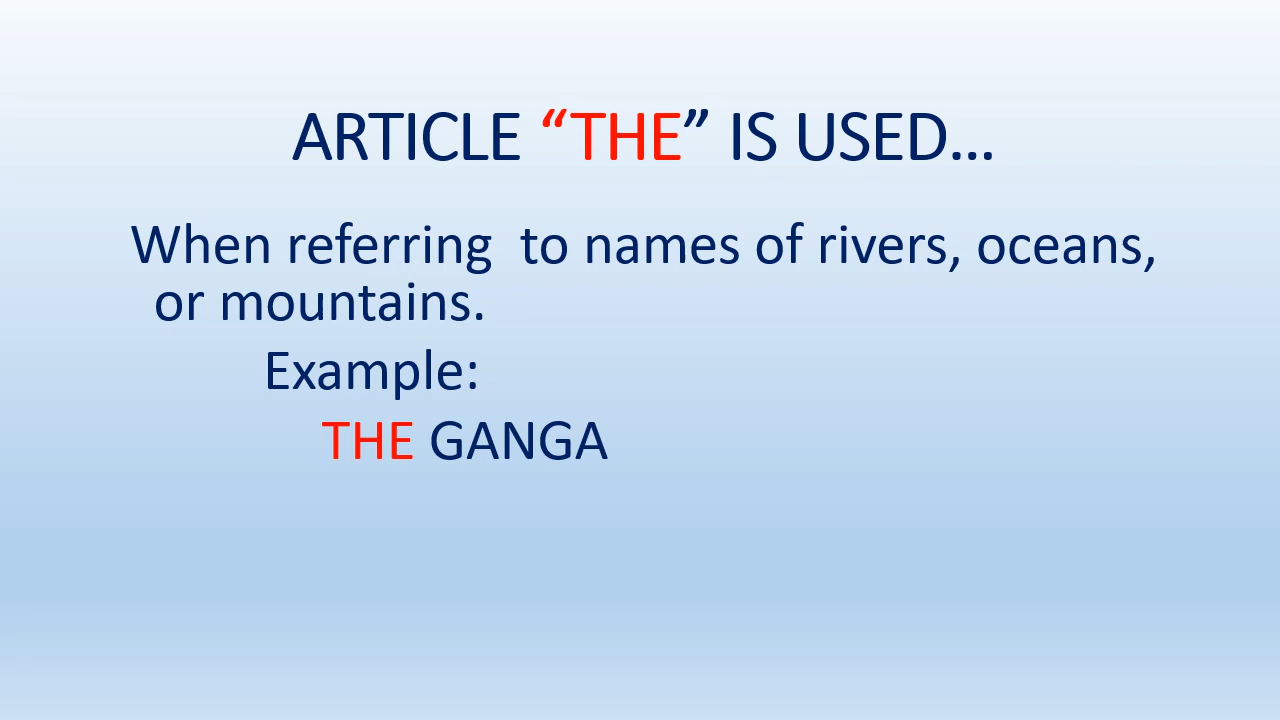 ARTICLE “THE” IS USED...
When referring  to names of rivers, oceans,
or mountains.
Example:
THE GANGA